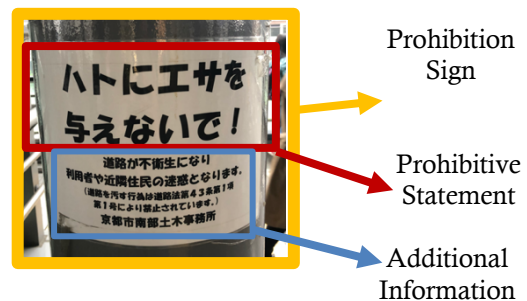 ハトにエサを
与えないで!
道路が不衛生になり
利用者や近隣住民の迷惑となります。
(道路を汚す行為は道路法第43条第1項
第1号により禁止されています。)
京都市南部土木事務所
Prohibition
Sign
Prohibitive
Statement
Additional
Information